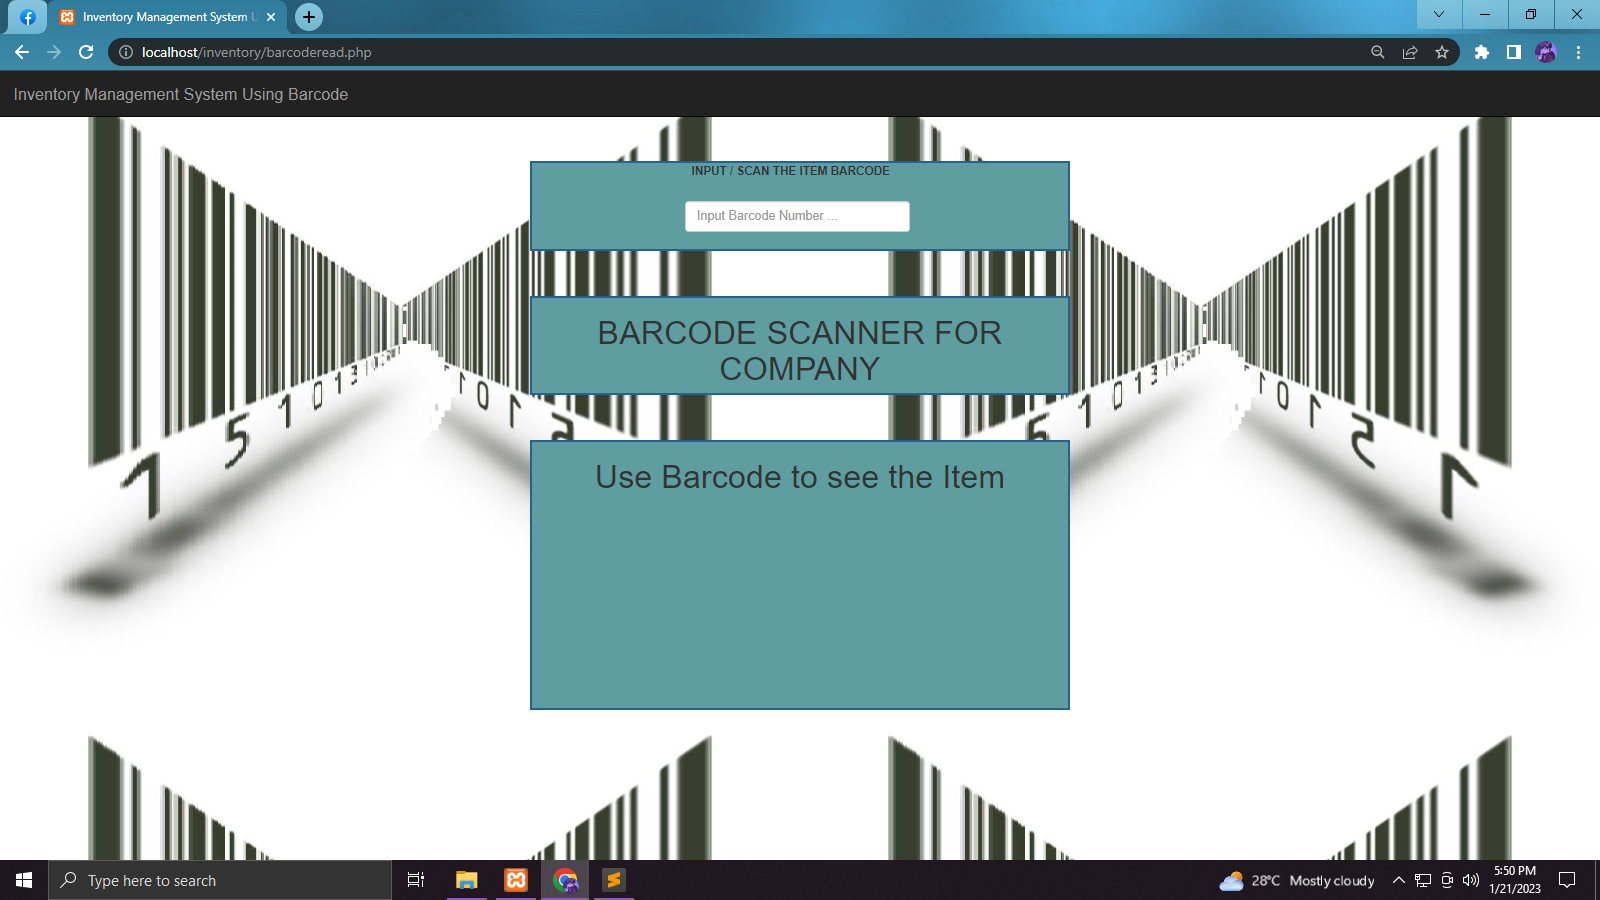 Inventory Management System U
localhost/inventory/barcoderead.php
Inventory Management System Using Barcode
INPUT / SCAN THE ITEM BARCODE
Input Barcode Number ...
BARCODE SCANNER FOR
COMPANY
Use Barcode to see the Item
Type here to search
28°C Mostly cloudy
5:50 PM
1/21/2023